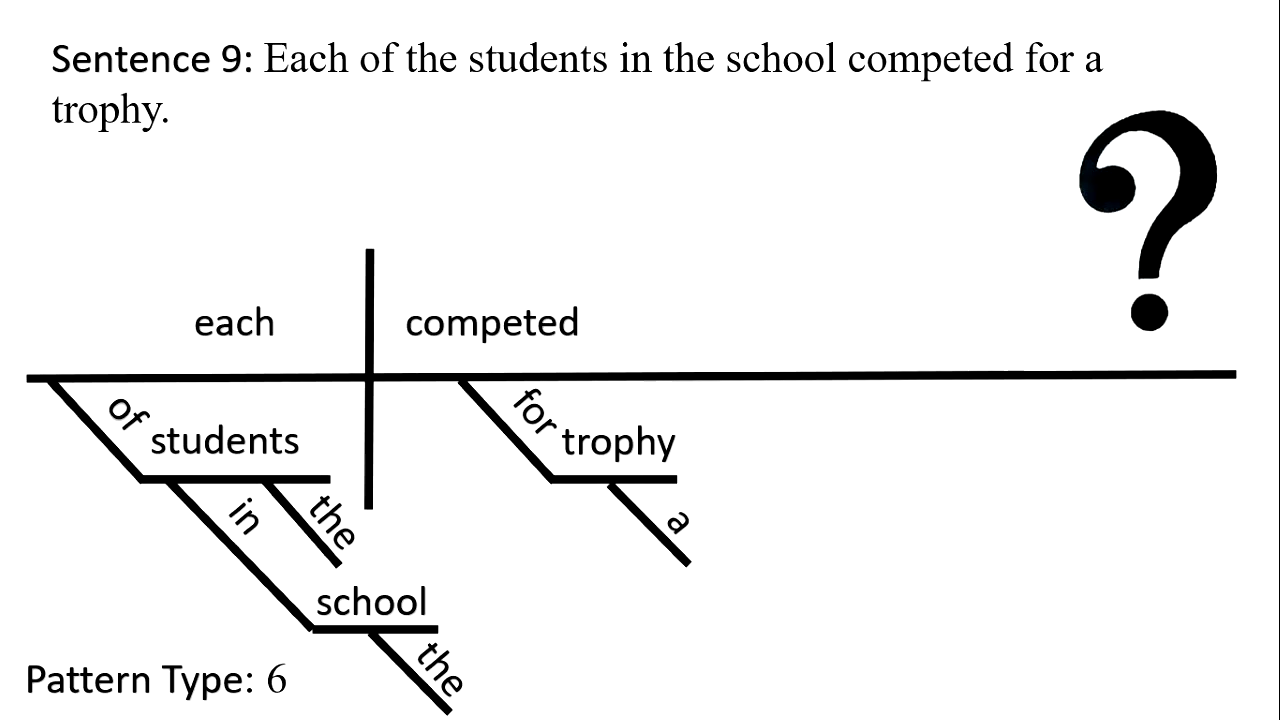 Sentence 9: Each of the students in the school competed for a
trophy.
?
each competed
of students the
for trophy
a
in school
the
Pattern Type: 6